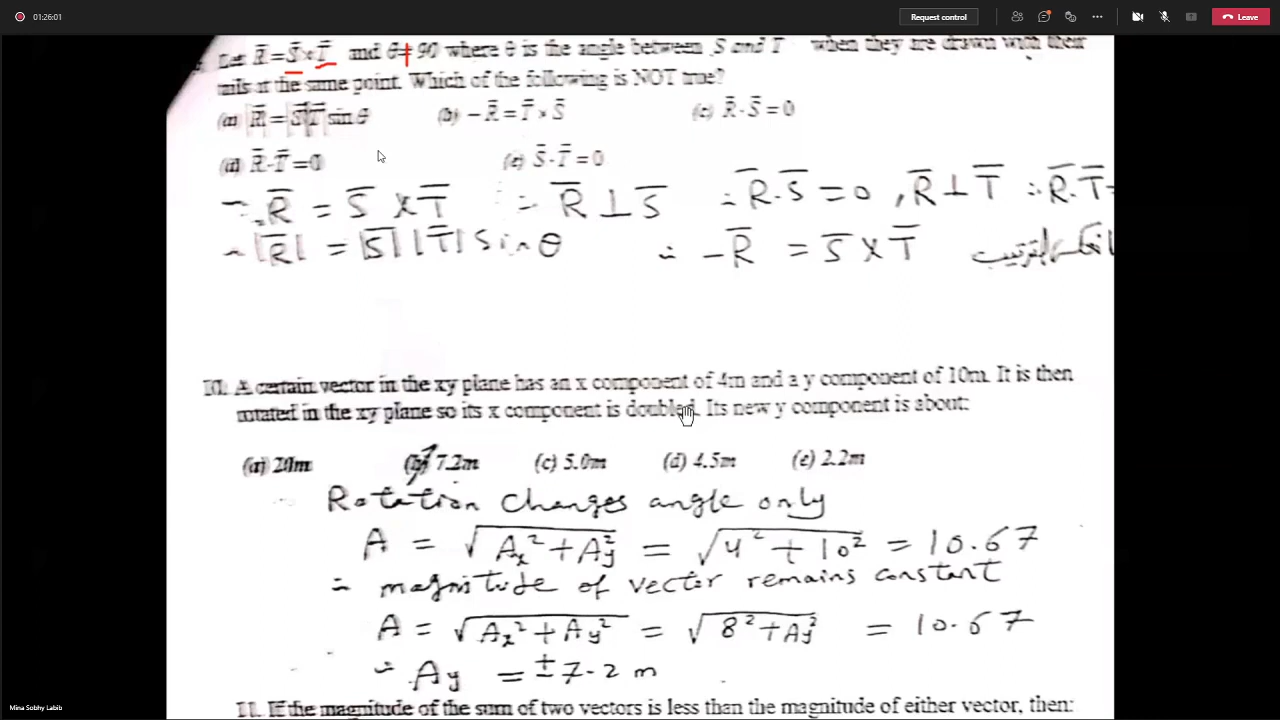 01:26:01
Request control
Leave
Let R̄ = S̄ × T̄ and θ ≠ 90 where θ is the angle between S and T when they are drawn with their
tails at the same point. Which of the following is NOT true?
(a) |R̄| = |S̄||T̄| sin θ (b) −R̄ = T̄ × S̄ (c) R̄·S̄ = 0
(d) R̄·T̄ = 0 (e) S̄·T̄ = 0
∵ R̄ = S̄ × T̄ ∴ R̄ ⊥ S̄ ∴ R̄·S̄ = 0 , R̄ ⊥ T̄ ∴ R̄·T̄ =
∴ |R̄| = |S̄||T̄| sin θ ∴ −R̄ = S̄ × T̄
10. A certain vector in the xy plane has an x component of 4m and a y component of 10m. It is then
rotated in the xy plane so its x component is doubled. Its new y component is about:
(a) 20m (b) 7.2m (c) 5.0m (d) 4.5m (e) 2.2m
Rotation changes angle only
A = √Ax² + Ay² = √4² + 10² = 10.67
∴ magnitude of vector remains constant
A = √Ax² + Ay² = √8² + Ay² = 10.67
∴ Ay = ± 7.2 m
11. If the magnitude of the sum of two vectors is less than the magnitude of either vector, then:
Mina Sobhy Labib